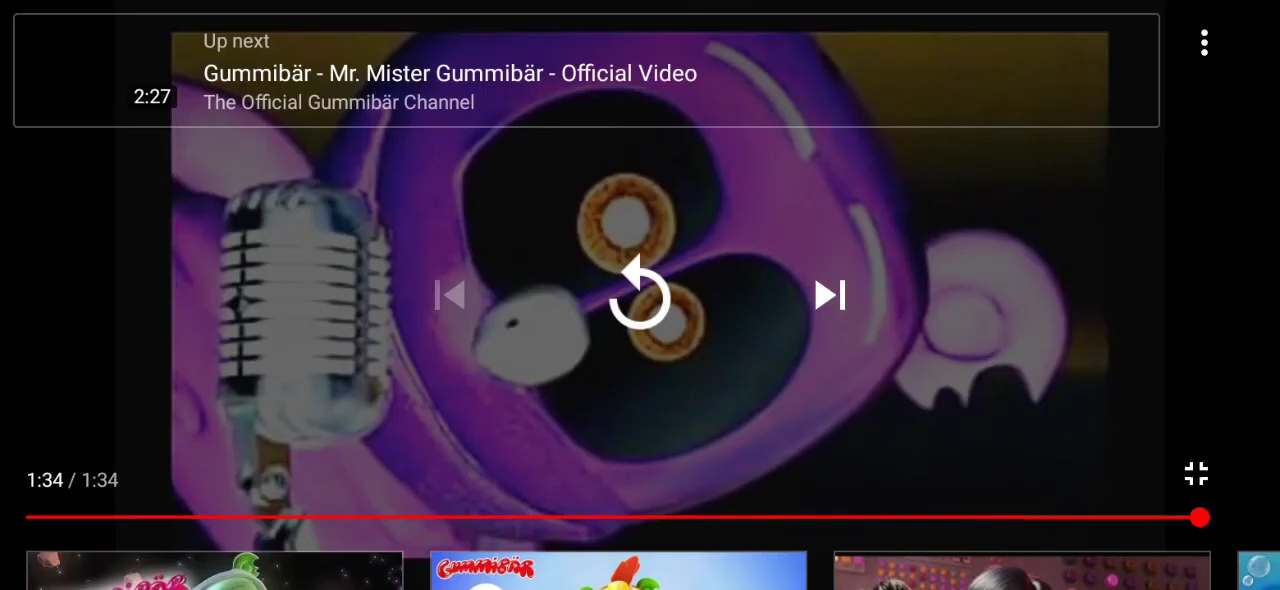 Up next
Gummibär - Mr. Mister Gummibär - Official Video
2:27
The Official Gummibär Channel
1:34 / 1:34
GUMMIBÄR